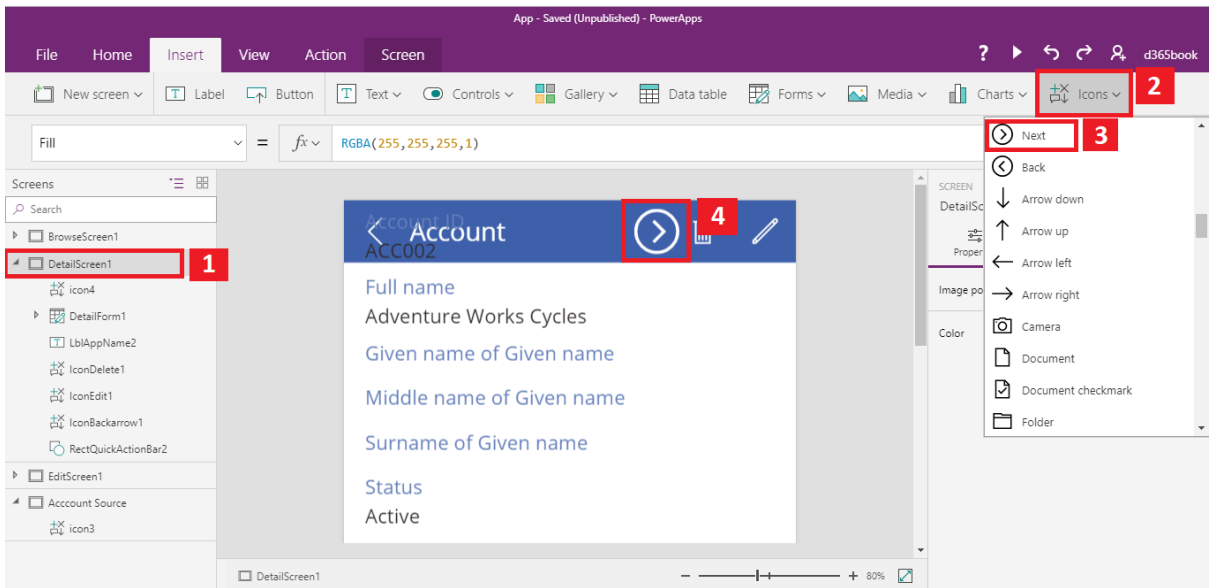 App - Saved (Unpublished) - PowerApps
File Home Insert View Action Screen ? d365book
New screen Label Button Text Controls Gallery Data table Forms Media Charts Icons 2
Fill = fx RGBA(255,255,255,1)
Next 3
Back
Arrow down
Arrow up
Arrow left
Arrow right
Camera
Document
Document checkmark
Folder
Screens
Search
BrowseScreen1
DetailScreen1 1
icon4
DetailForm1
LblAppName2
IconDelete1
IconEdit1
IconBackarrow1
RectQuickActionBar2
EditScreen1
Acccount Source
icon3
Account ID
Account 4
ACC002
Full name
Adventure Works Cycles
Given name of Given name
Middle name of Given name
Surname of Given name
Status
Active
SCREEN
DetailSc
Proper
Image po
Color
DetailScreen1 80%